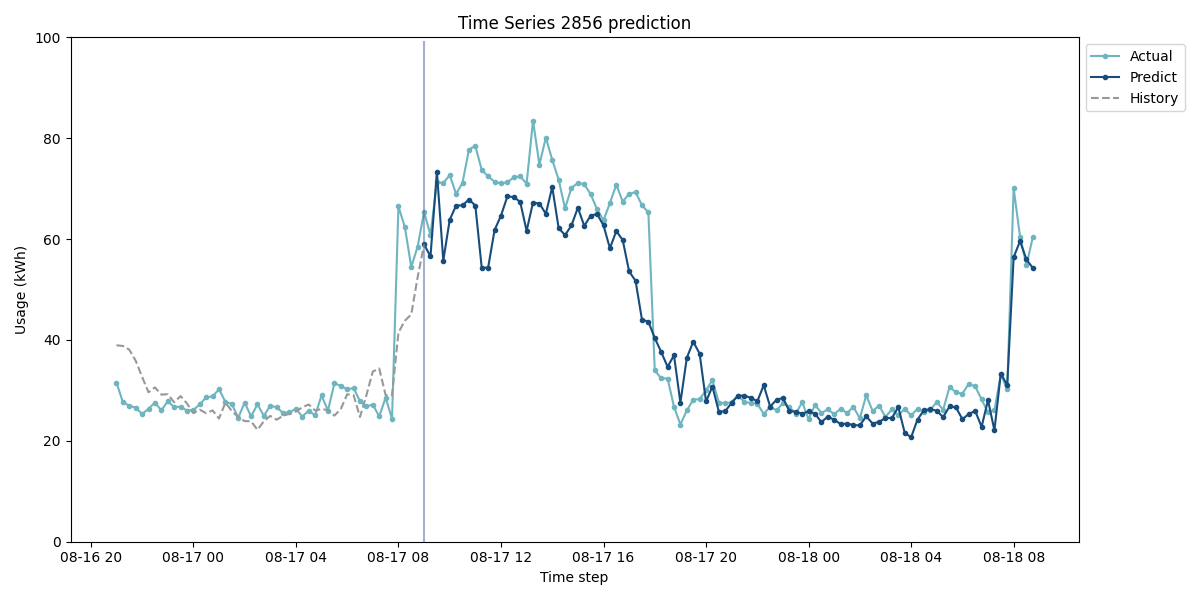 Time Series 2856 prediction
100
80
60
40
20
0
Usage (kWh)
08-16 20
08-17 00
08-17 04
08-17 08
08-17 12
08-17 16
08-17 20
08-18 00
08-18 04
08-18 08
Time step
Actual
Predict
History